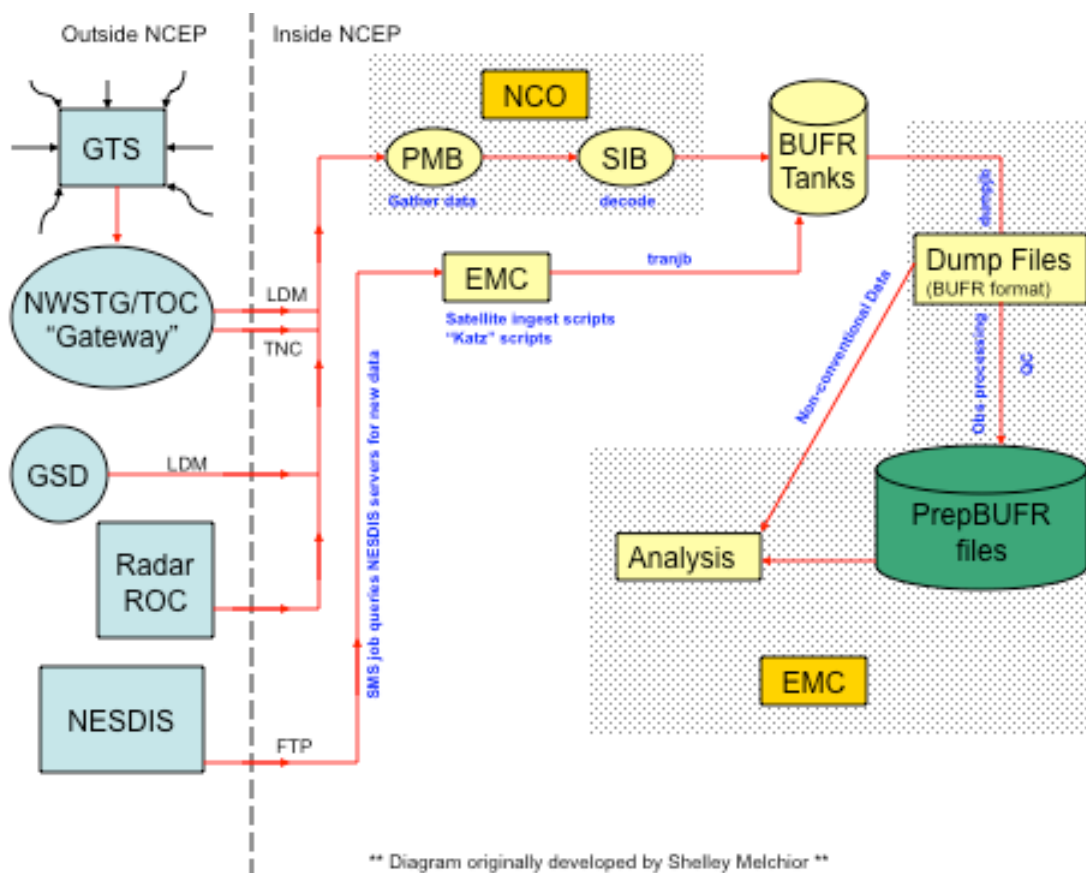 Outside NCEP
Inside NCEP
GTS
NWSTG/TOC
“Gateway”
LDM
TNC
GSD
LDM
Radar
ROC
NESDIS
FTP
NCO
PMB
Gather data
SIB
decode
BUFR
Tanks
EMC
tranjb
Satellite ingest scripts
“Katz” scripts
SMS job queries NESDIS servers for new data
dumpjb
Dump Files
(BUFR format)
Non-conventional Data
Obs processing
QC
PrepBUFR
files
Analysis
EMC
** Diagram originally developed by Shelley Melchior **